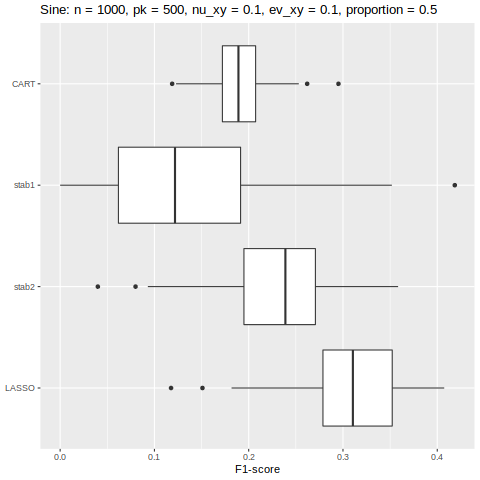 Sine: n = 1000, pk = 500, nu_xy = 0.1, ev_xy = 0.1, proportion = 0.5
CART
stab1
stab2
LASSO
0.0 0.1 0.2 0.3 0.4
F1-score